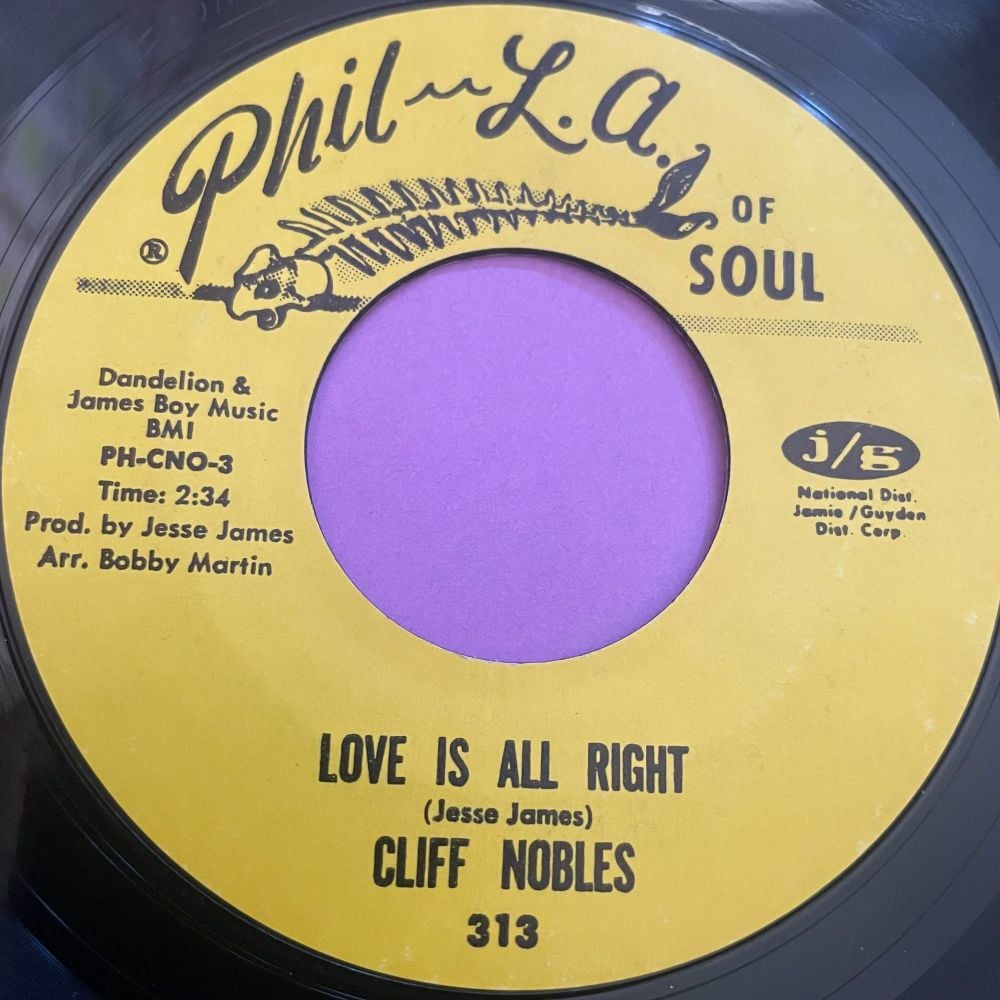 Phil-L.A.
OF
SOUL
®
Dandelion &
James Boy Music
BMI
PH-CNO-3
Time: 2:34
Prod. by Jesse James
Arr. Bobby Martin
j/g
National Dist.
Jamie/Guyden
Dist. Corp.
LOVE IS ALL RIGHT
(Jesse James)
CLIFF NOBLES
313